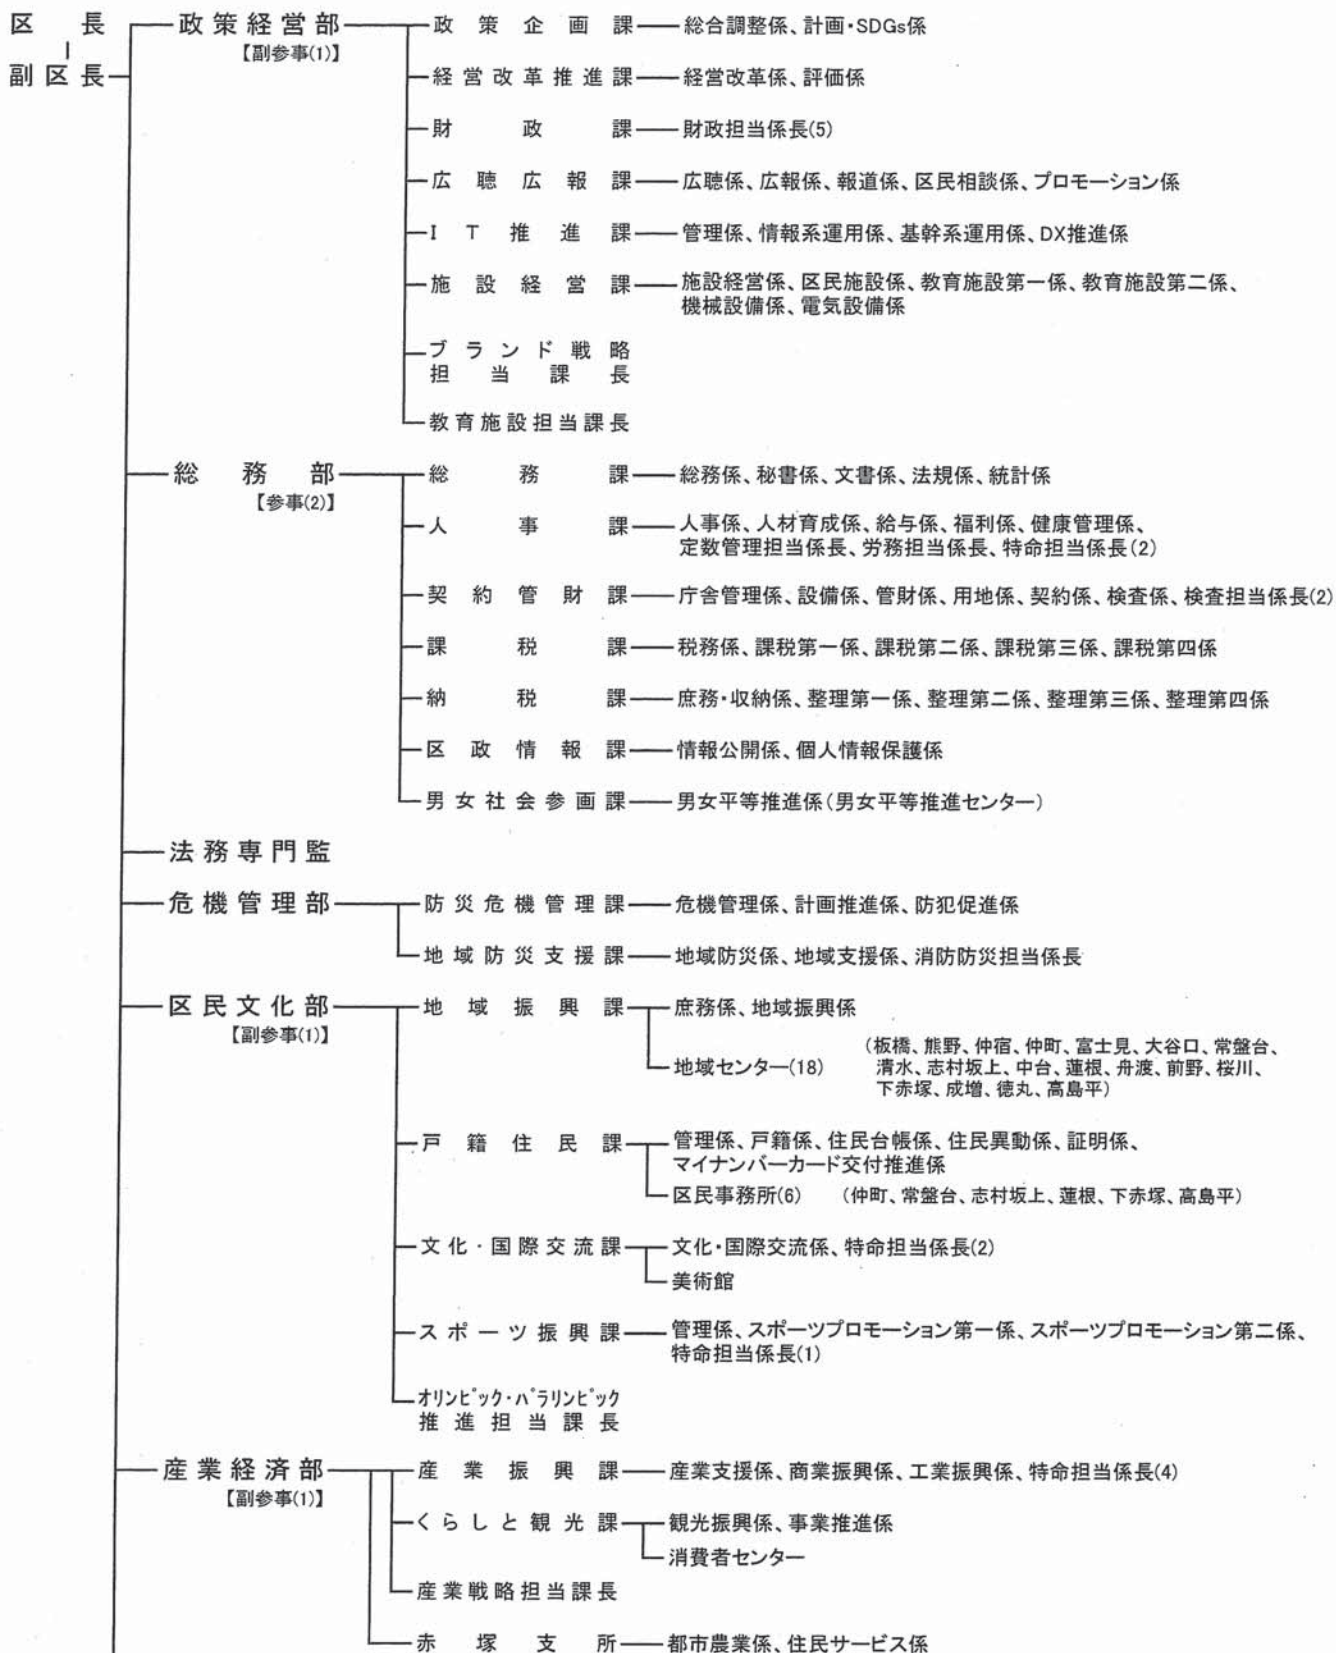 区長
副区長
政策経営部
【副参事(1)】
政策企画課 総合調整係、計画・SDGs係
経営改革推進課 経営改革係、評価係
財政課 財政担当係長(5)
広聴広報課 広聴係、広報係、報道係、区民相談係、プロモーション係
IT推進課 管理係、情報系運用係、基幹系運用係、DX推進係
施設経営課 施設経営係、区民施設係、教育施設第一係、教育施設第二係、
機械設備係、電気設備係
ブランド戦略
担当課長
教育施設担当課長
総務部
【参事(2)】
総務課 総務係、秘書係、文書係、法規係、統計係
人事課 人事係、人材育成係、給与係、福利係、健康管理係、
定数管理担当係長、労務担当係長、特命担当係長(2)
契約管財課 庁舎管理係、設備係、管財係、用地係、契約係、検査係、検査担当係長(2)
課税課 税務係、課税第一係、課税第二係、課税第三係、課税第四係
納税課 庶務・収納係、整理第一係、整理第二係、整理第三係、整理第四係
区政情報課 情報公開係、個人情報保護係
男女社会参画課 男女平等推進係(男女平等推進センター)
法務専門監
危機管理部
防災危機管理課 危機管理係、計画推進係、防犯促進係
地域防災支援課 地域防災係、地域支援係、消防防災担当係長
区民文化部
【副参事(1)】
地域振興課 庶務係、地域振興係
地域センター(18) (板橋、熊野、仲宿、仲町、富士見、大谷口、常盤台、
清水、志村坂上、中台、蓮根、舟渡、前野、桜川、
下赤塚、成増、徳丸、高島平)
戸籍住民課 管理係、戸籍係、住民台帳係、住民異動係、証明係、
マイナンバーカード交付推進係
区民事務所(6) (仲町、常盤台、志村坂上、蓮根、下赤塚、高島平)
文化・国際交流課 文化・国際交流係、特命担当係長(2)
美術館
スポーツ振興課 管理係、スポーツプロモーション第一係、スポーツプロモーション第二係、
特命担当係長(1)
オリンピック・パラリンピック
推進担当課長
産業経済部
【副参事(1)】
産業振興課 産業支援係、商業振興係、工業振興係、特命担当係長(4)
くらしと観光課 観光振興係、事業推進係
消費者センター
産業戦略担当課長
赤塚支所 都市農業係、住民サービス係